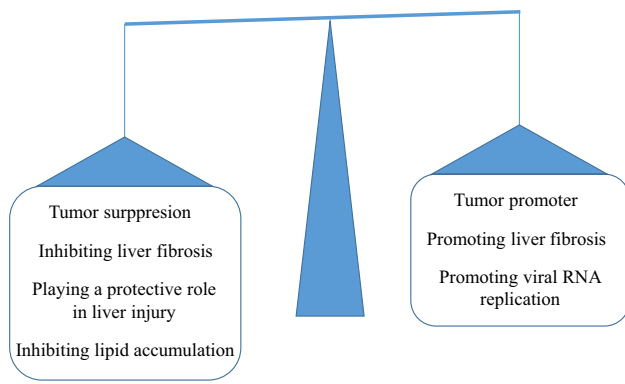 Tumor surppresion
Inhibiting liver fibrosis
Playing a protective role
in liver injury
Inhibiting lipid accumulation
Tumor promoter
Promoting liver fibrosis
Promoting viral RNA
replication